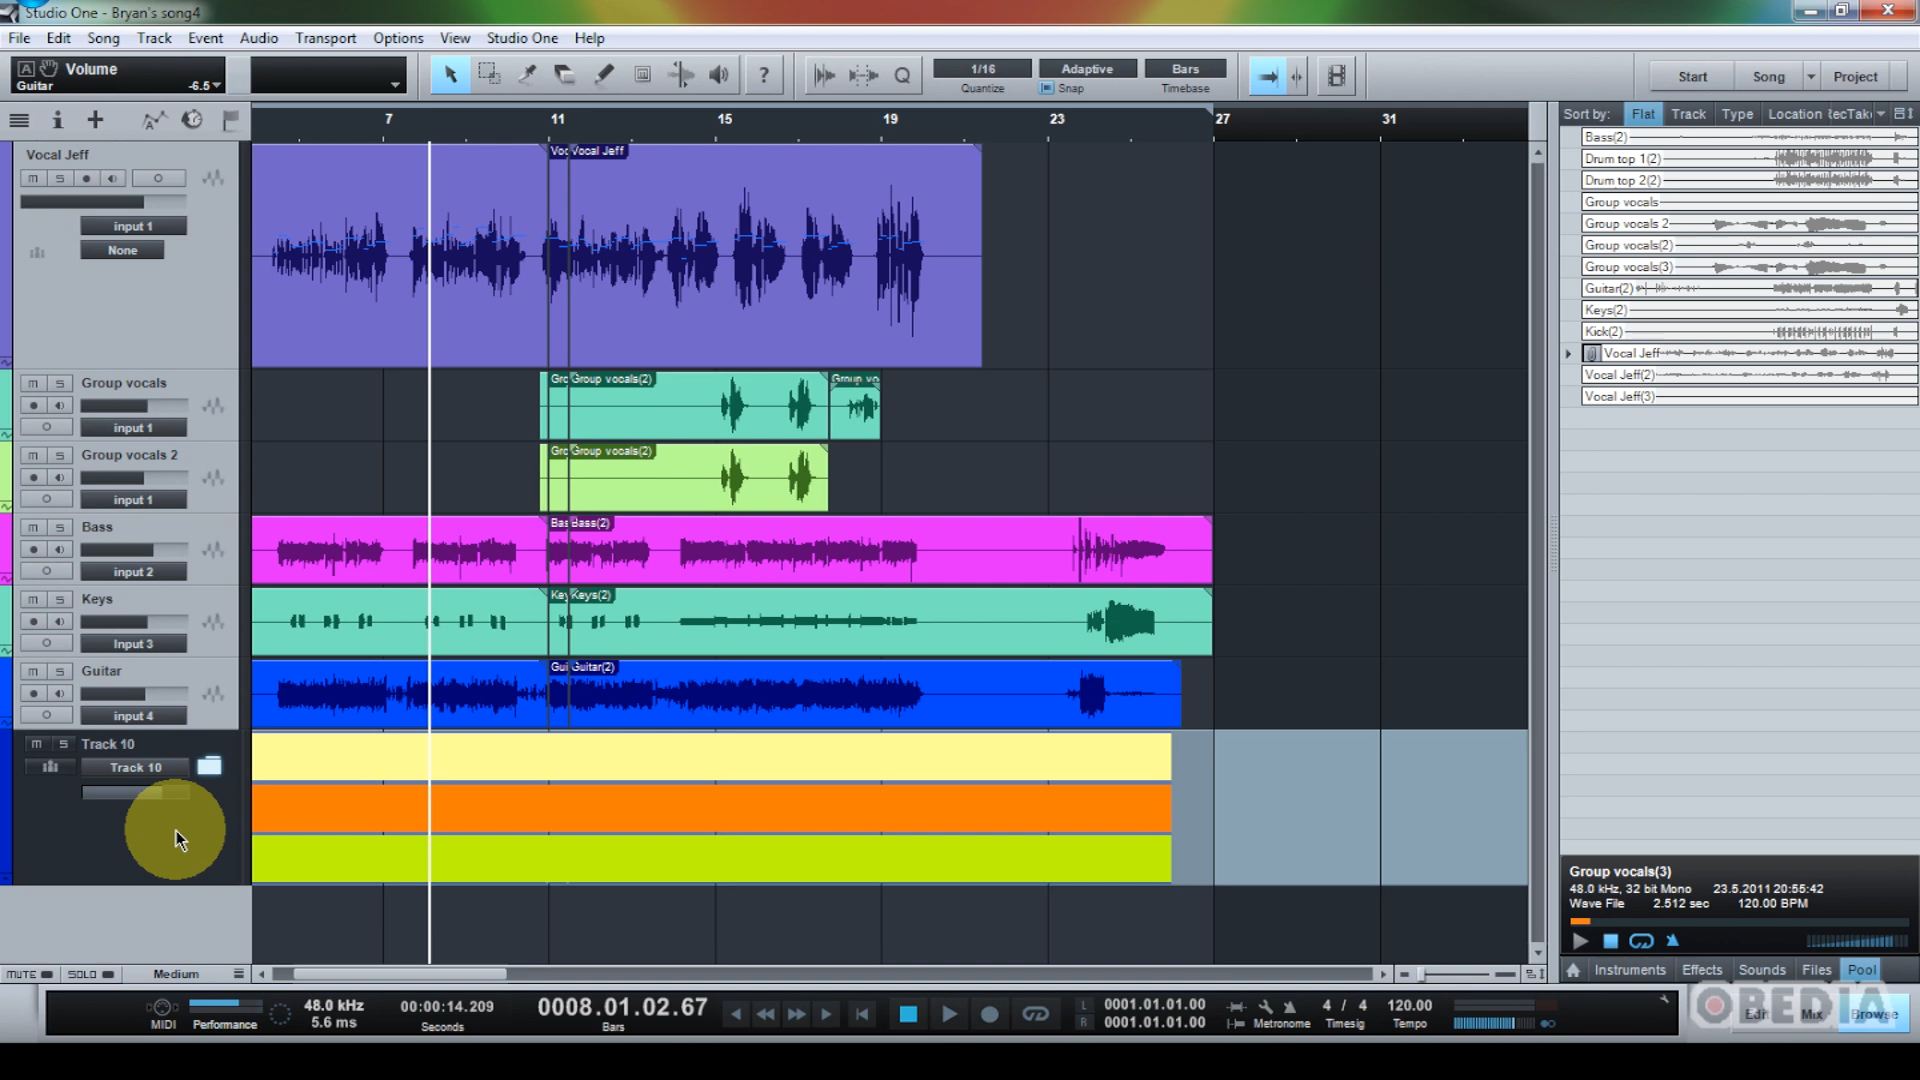 Studio One - Bryan's song4
File Edit Song Track Event Audio Transport Options View Studio One Help
A Volume
Guitar -6.5
?
Q
1/16 Adaptive Bars
Quantize Snap Timebase
Start Song Project
7 11 15 19 23 27 31
Sort by: Flat Track Type Location RecTak
Vocal Jeff
M S
input 1
None
Voc Vocal Jeff
Group vocals
M S
input 1
Gro Group vocals(2) Group vo
Group vocals 2
M S
input 1
Gro Group vocals(2)
Bass
M S
input 2
Bas Bass(2)
Keys
M S
Input 3
Key Keys(2)
Guitar
M S
input 4
Gui Guitar(2)
M S Track 10
Track 10
Bass(2)
Drum top 1(2)
Drum top 2(2)
Group vocals
Group vocals 2
Group vocals(2)
Group vocals(3)
Guitar(2)
Keys(2)
Kick(2)
Vocal Jeff
Vocal Jeff(2)
Vocal Jeff(3)
Group vocals(3)
48.0 kHz, 32 bit Mono 23.5.2011 20:55:42
Wave File 2.512 sec 120.00 BPM
MUTE SOLO Medium
Instruments Effects Sounds Files Pool
MIDI Performance
48.0 kHz
5.6 ms
00:00:14.209
Seconds
0008.01.02.67
Bars
L 0001.01.01.00
R 0001.01.01.00
Metronome
4 / 4
Timesig
120.00
Tempo
OBEDIA
Edit Mix Browse